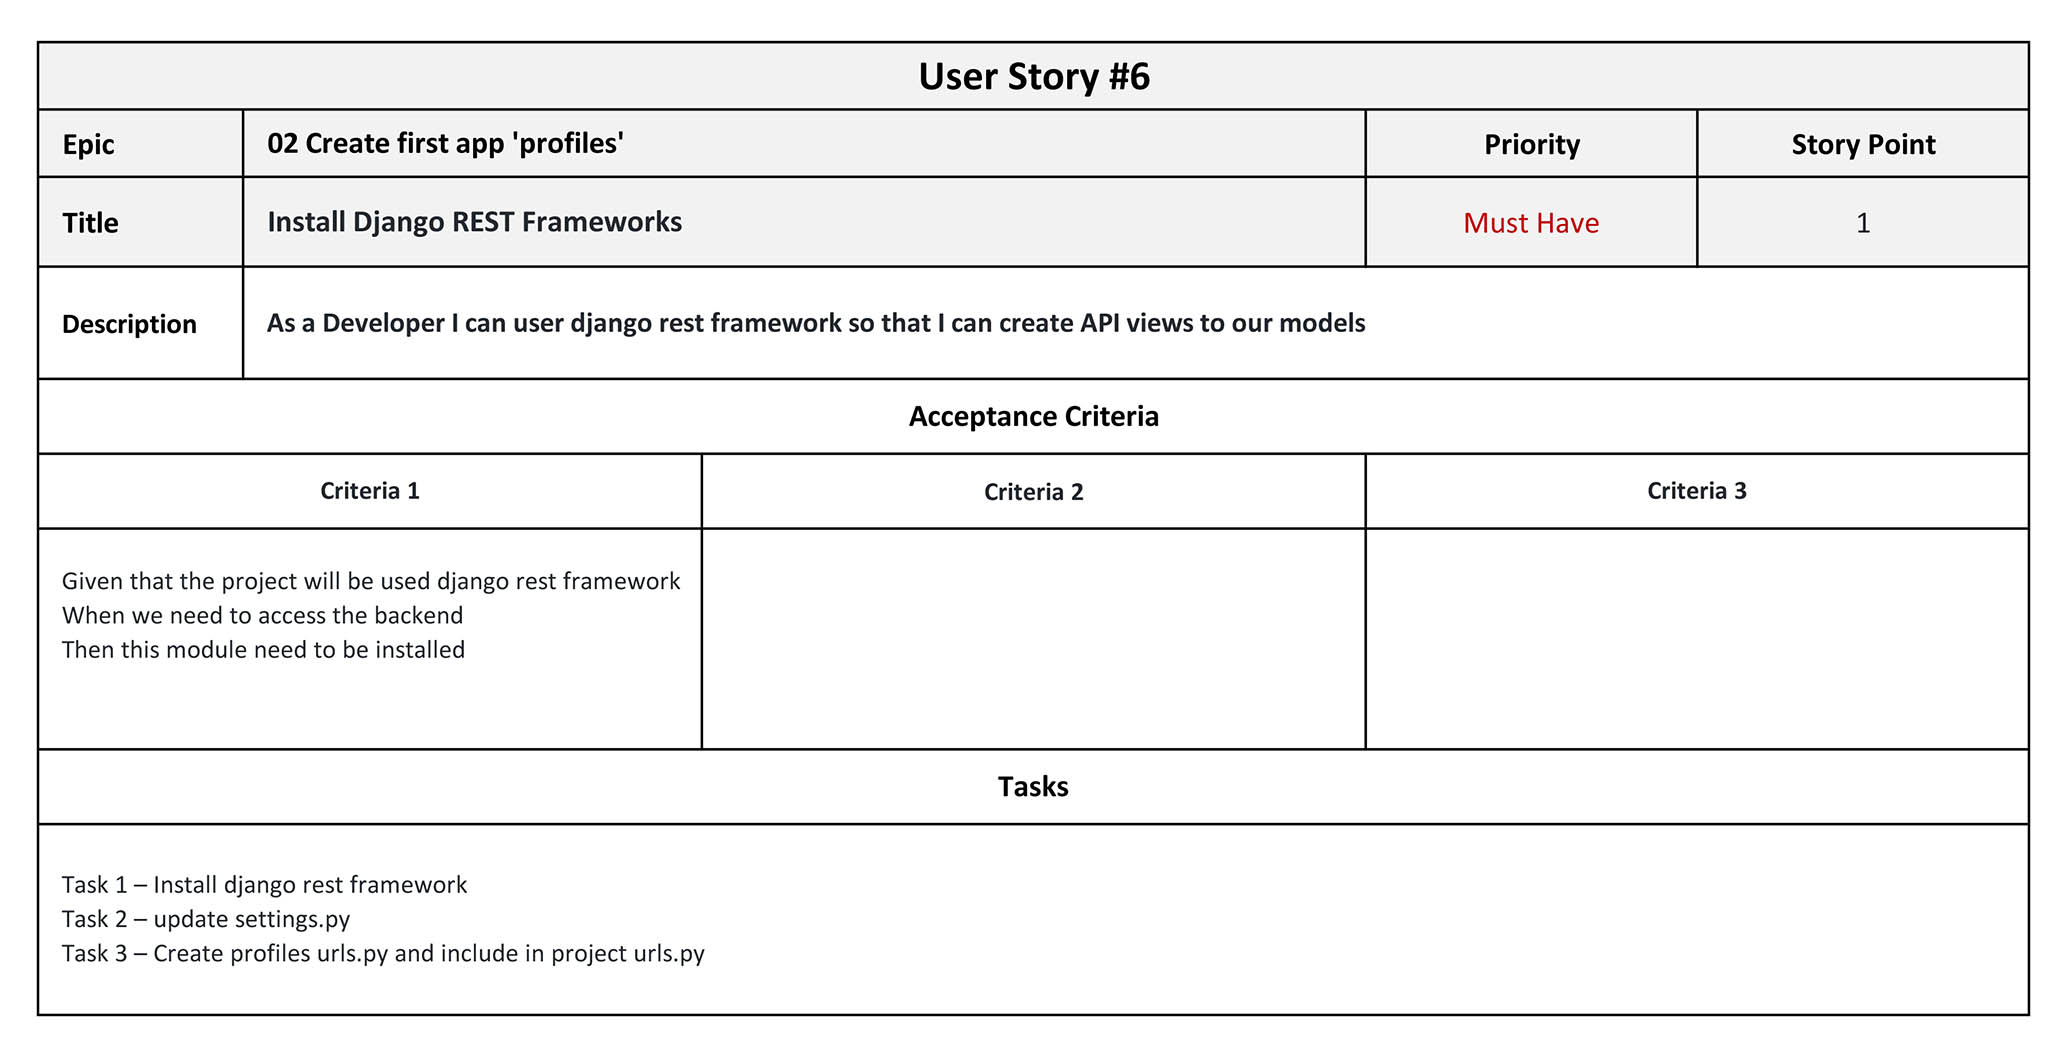 User Story #6
Epic
02 Create first app 'profiles'
Priority
Story Point
Title
Install Django REST Frameworks
Must Have
1
Description
As a Developer I can user django rest framework so that I can create API views to our models
Acceptance Criteria
Criteria 1
Criteria 2
Criteria 3
Given that the project will be used django rest framework
When we need to access the backend
Then this module need to be installed
Tasks
Task 1 – Install django rest framework
Task 2 – update settings.py
Task 3 – Create profiles urls.py and include in project urls.py